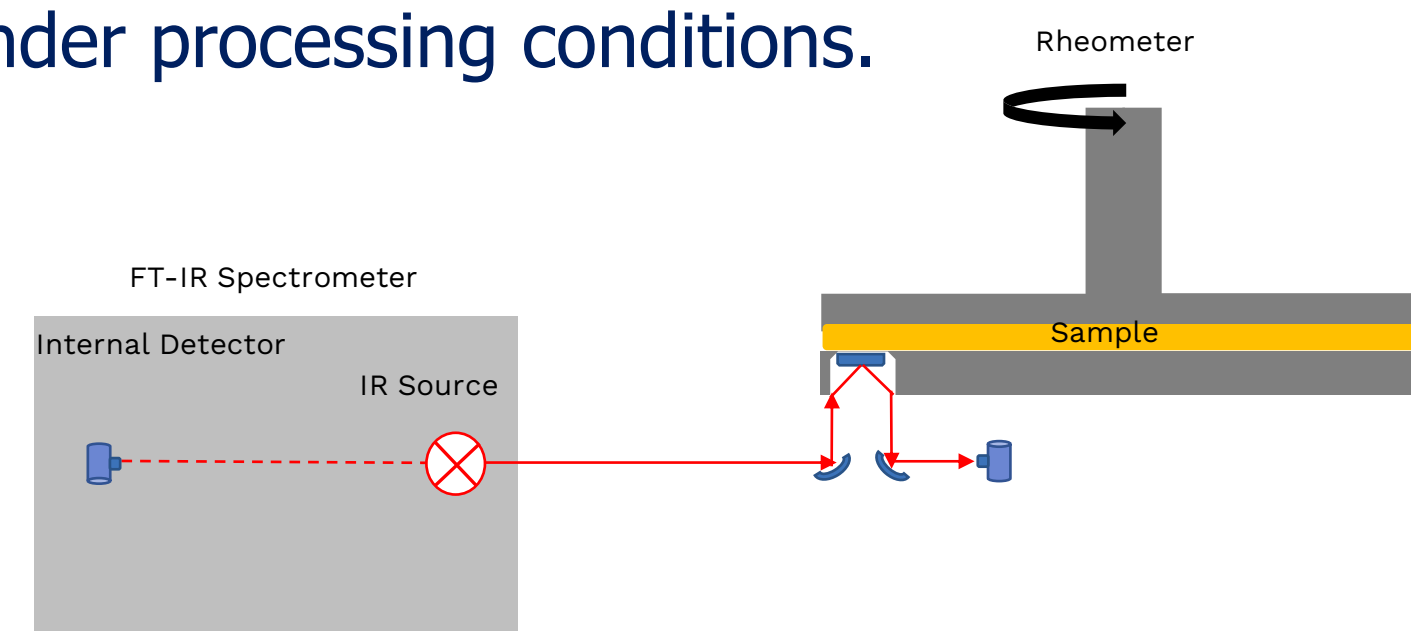 nder processing conditions.
Rheometer
FT-IR Spectrometer
Internal Detector
Sample
IR Source